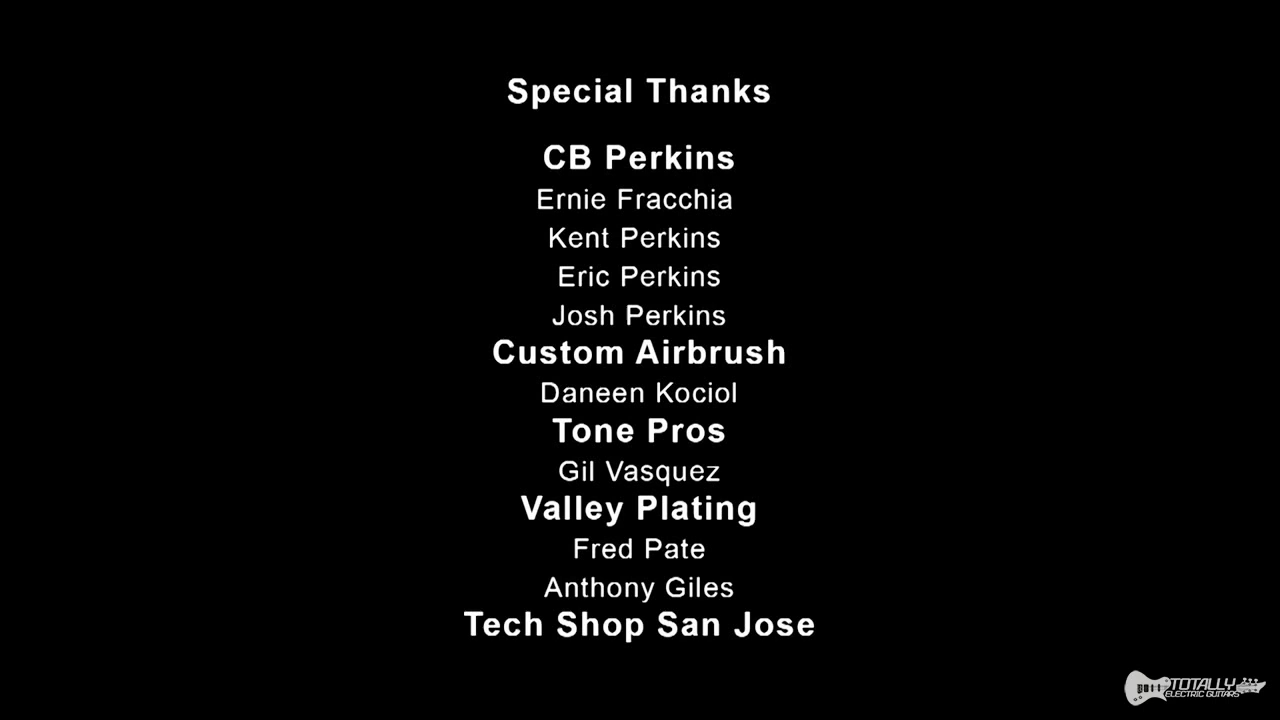 Special Thanks
CB Perkins
Ernie Fracchia
Kent Perkins
Eric Perkins
Josh Perkins
Custom Airbrush
Daneen Kociol
Tone Pros
Gil Vasquez
Valley Plating
Fred Pate
Anthony Giles
Tech Shop San Jose
TOTALLY
ELECTRIC GUITARS